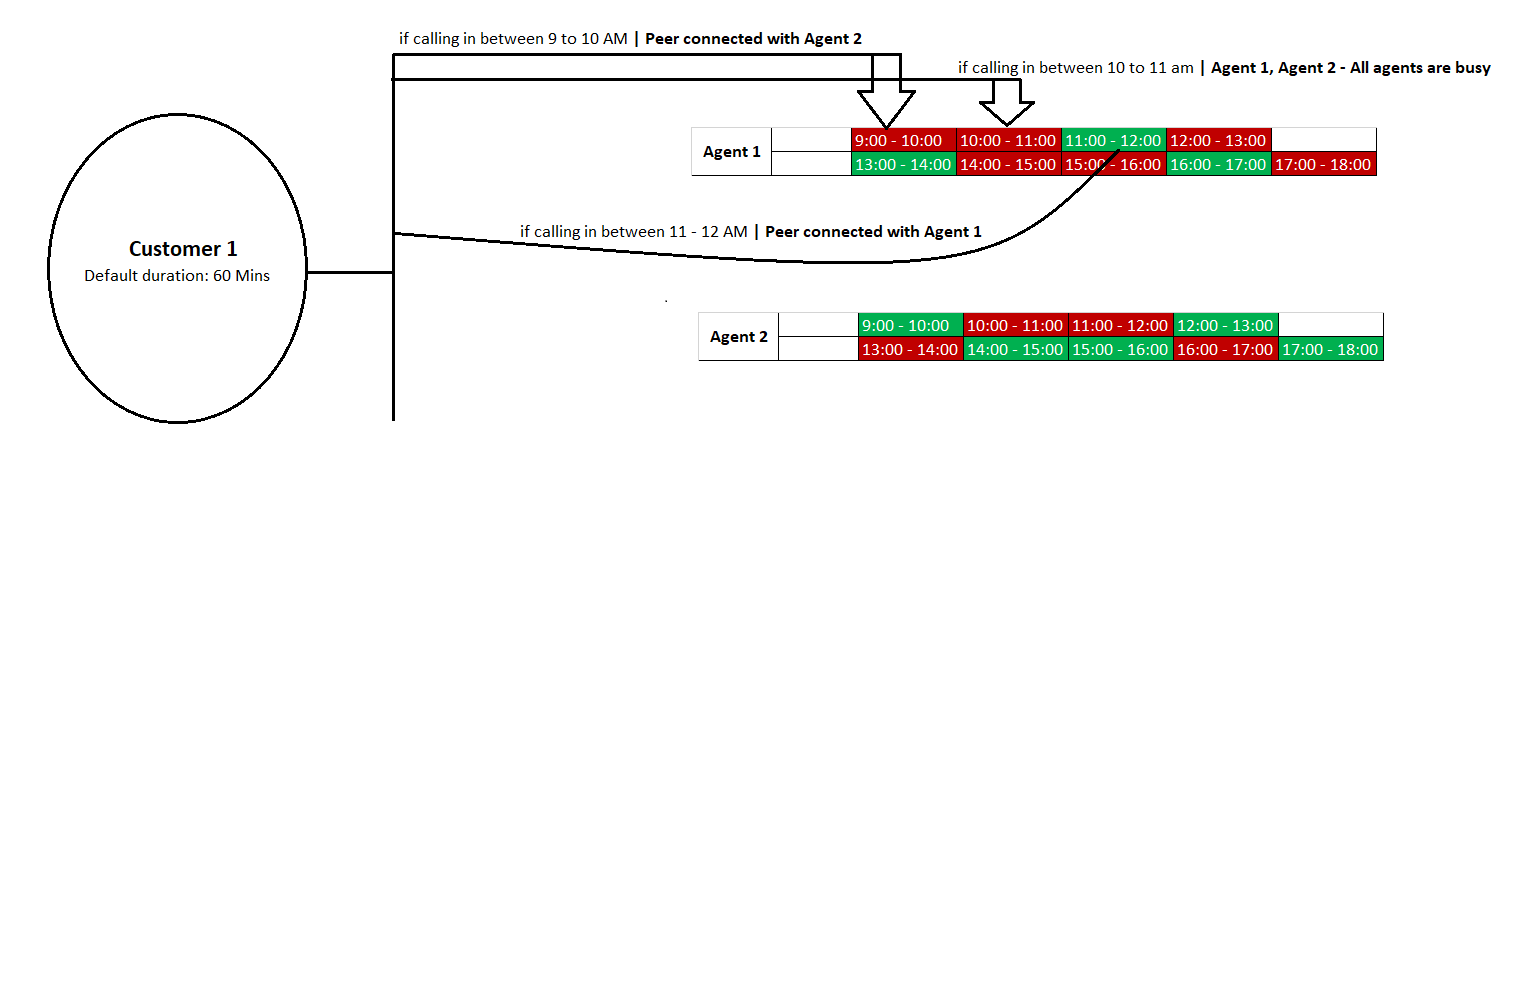 if calling in between 9 to 10 AM | Peer connected with Agent 2
if calling in between 10 to 11 am | Agent 1, Agent 2 - All agents are busy
Agent 1
9:00 - 10:00 10:00 - 11:00 11:00 - 12:00 12:00 - 13:00
13:00 - 14:00 14:00 - 15:00 15:00 - 16:00 16:00 - 17:00 17:00 - 18:00
if calling in between 11 - 12 AM | Peer connected with Agent 1
Customer 1
Default duration: 60 Mins
Agent 2
9:00 - 10:00 10:00 - 11:00 11:00 - 12:00 12:00 - 13:00
13:00 - 14:00 14:00 - 15:00 15:00 - 16:00 16:00 - 17:00 17:00 - 18:00